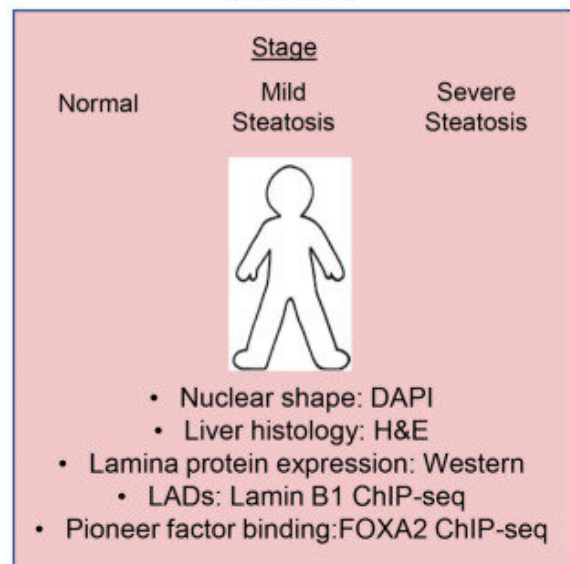 Stage
Normal
Mild
Steatosis
Severe
Steatosis
• Nuclear shape: DAPI
• Liver histology: H&E
• Lamina protein expression: Western
• LADs: Lamin B1 ChIP-seq
• Pioneer factor binding:FOXA2 ChIP-seq